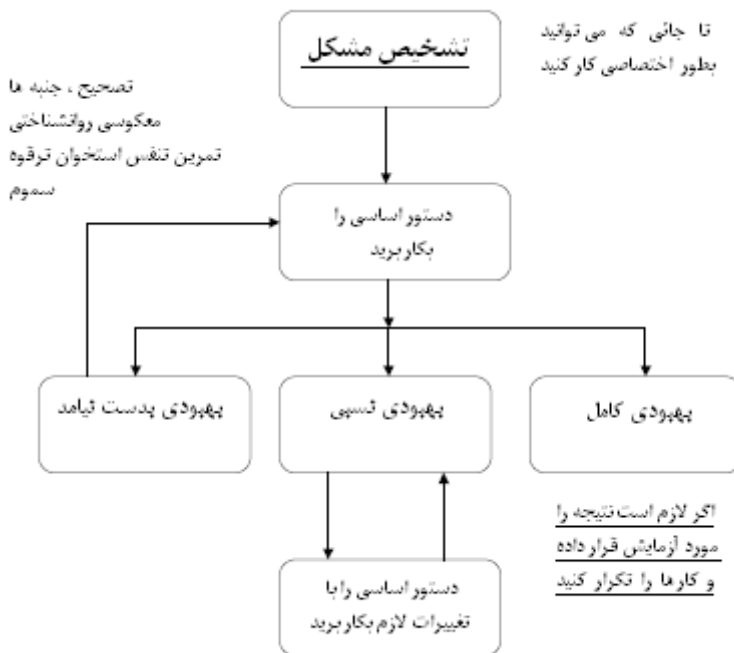 تشخیص مشکل
تا جائی که می توانید
بطور اختصاصی کار کنید
تصحیح ، جنبه ها
معکوسی روانشناختی
تمرین تنفس استخوان ترقوه
سموم
دستور اساسی را
بکار برید
بهبودی کامل
بهبودی نسبی
بهبودی بدست نیامد
اگر لازم است نتیجه را
مورد آزمایش قرار داده
و کارها را تکرار کنید
دستور اساسی را با
تغییرات لازم بکار برید